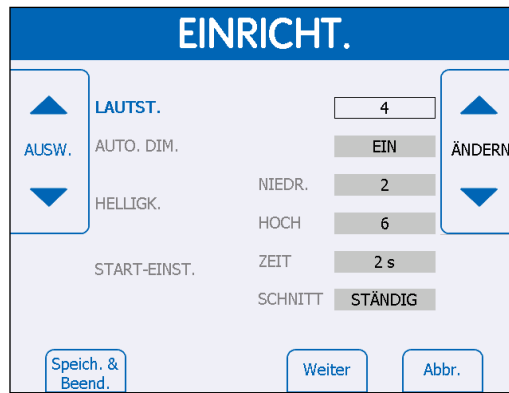 EINRICHT.
LAUTST. 4
AUSW. AUTO. DIM. EIN ÄNDERN
NIEDR. 2
HELLIGK.
HOCH 6
START-EINST. ZEIT 2 s
SCHNITT STÄNDIG
Speich. &
Beend.
Weiter Abbr.